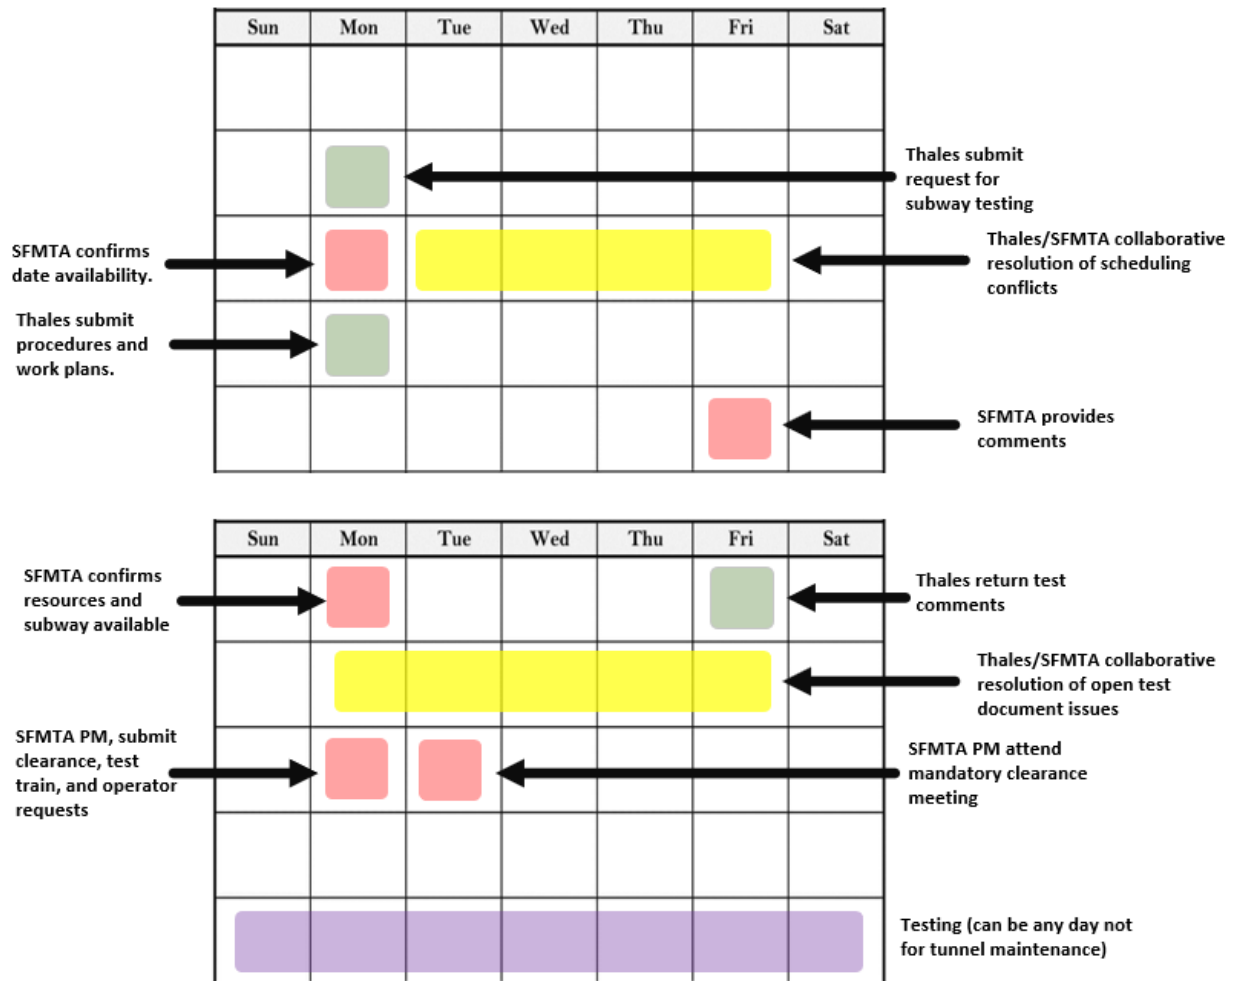 Sun Mon Tue Wed Thu Fri Sat
Thales submit
request for
subway testing
SFMTA confirms
date availability.
Thales/SFMTA collaborative
resolution of scheduling
conflicts
Thales submit
procedures and
work plans.
SFMTA provides
comments
Sun Mon Tue Wed Thu Fri Sat
SFMTA confirms
resources and
subway available
Thales return test
comments
Thales/SFMTA collaborative
resolution of open test
document issues
SFMTA PM, submit
clearance, test
train, and operator
requests
SFMTA PM attend
mandatory clearance
meeting
Testing (can be any day not
for tunnel maintenance)